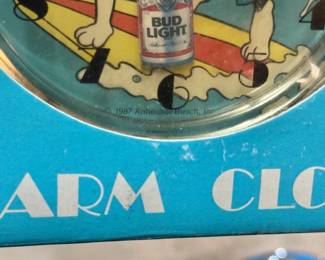 BUD
LIGHT
© 1987 Anheuser-Busch, Inc.
ARM CLO